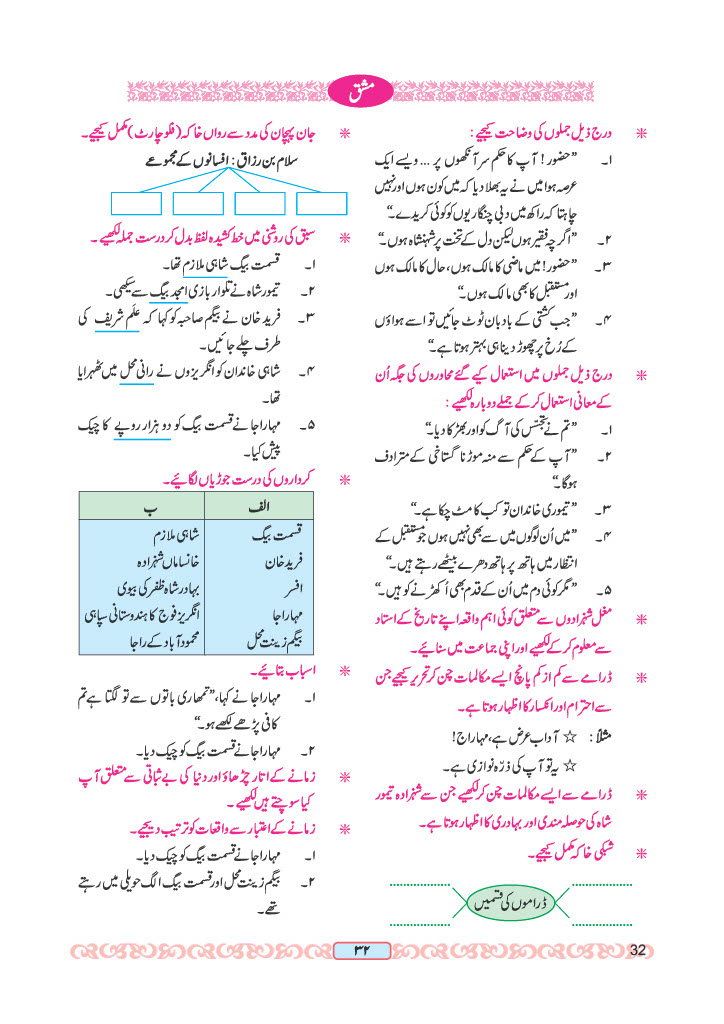 مشق
درج ذیل جملوں کی وضاحت کیجیے :
۱۔ ”حضور! آپ کا حکم سر آنکھوں پر ... ویسے ایک
عرصہ ہوا میں نے یہ بھلا دیا کہ میں کون ہوں اور نہیں
چاہتا کہ راکھ میں دبی چنگاریوں کو کوئی کریدے۔“
۲۔ ”اگرچہ فقیر ہوں لیکن دل کے تخت پر شہنشاہ ہوں۔“
۳۔ ”حضور! میں ماضی کا مالک ہوں، حال کا مالک ہوں
اور مستقبل کا بھی مالک ہوں۔“
۴۔ ”جب کشتی کے بادبان ٹوٹ جائیں تو اسے ہواؤں
کے رُخ پر چھوڑ دینا ہی بہتر ہوتا ہے۔“
درج ذیل جملوں میں استعمال کیے گئے محاوروں کی جگہ اُن
کے معانی استعمال کر کے جملے دوبارہ لکھیے :
۱۔ ”تم نے تجسّس کی آگ کو اور بھڑکا دیا۔“
۲۔ ”آپ کے حکم سے منہ موڑنا گستاخی کے مترادف
ہوگا۔“
۳۔ ”تیموری خاندان تو کب کا مٹ چکا ہے۔“
۴۔ ”میں اُن لوگوں میں سے بھی نہیں ہوں جو مستقبل کے
انتظار میں ہاتھ پر ہاتھ دھرے بیٹھے رہتے ہیں۔“
۵۔ ”مگر کوئی دم میں اُن کے قدم بھی اُکھڑنے کو ہیں۔“
مغل شہزادوں سے متعلق کوئی اہم واقعہ اپنے تاریخ کے استاد
سے معلوم کر کے لکھیے اور اپنی جماعت میں سنائیے۔
ڈرامے سے کم از کم پانچ ایسے مکالمات چن کر تحریر کیجیے جن
سے احترام اور انکسار کا اظہار ہوتا ہے۔
مثلاً : ☆ آداب عرض ہے، مہاراج!
☆ یہ تو آپ کی ذرّہ نوازی ہے۔
ڈرامے سے ایسے مکالمات چن کر لکھیے جن سے شہزادہ تیمور
شاہ کی حوصلہ مندی اور بہادری کا اظہار ہوتا ہے۔
شبکی خاکہ مکمل کیجیے۔
ڈراموں کی قسمیں
جان پہچان کی مدد سے رواں خاکہ (فلو چارٹ) مکمل کیجیے۔
سلام بن رزاق : افسانوں کے مجموعے
سبق کی روشنی میں خط کشیدہ لفظ بدل کر درست جملہ لکھیے۔
۱۔ قسمت بیگ شاہی ملازم تھا۔
۲۔ تیمور شاہ نے تلوار بازی امجد بیگ سے سیکھی۔
۳۔ فرید خان نے بیگم صاحبہ کو کہا کہ علَم شریف کی
طرف چلے جائیں۔
۴۔ شاہی خاندان کو انگریزوں نے رانی محل میں ٹھہرایا
تھا۔
۵۔ مہاراجا نے قسمت بیگ کو دو ہزار روپے کا چیک
پیش کیا۔
کرداروں کی درست جوڑیاں لگائیے۔
الف ب
قسمت بیگ شاہی ملازم
فرید خان خانساماں شہزادہ
افسر بہادر شاہ ظفر کی بیوی
مہاراجا انگریز فوج کا ہندوستانی سپاہی
بیگم زینت محل محمود آباد کے راجا
اسباب بتائیے۔
۱۔ مہاراجا نے کہا، ”تمھاری باتوں سے تو لگتا ہے تم
کافی پڑھے لکھے ہو۔“
۲۔ مہاراجا نے قسمت بیگ کو چیک دیا۔
زمانے کے اتار چڑھاؤ اور دنیا کی بے ثباتی سے متعلق آپ
کیا سوچتے ہیں لکھیے۔
زمانے کے اعتبار سے واقعات کو ترتیب دیجیے۔
۱۔ مہاراجا نے قسمت بیگ کو چیک دیا۔
۲۔ بیگم زینت محل اور قسمت بیگ الگ حویلی میں رہتے
تھے۔
۳۲
32